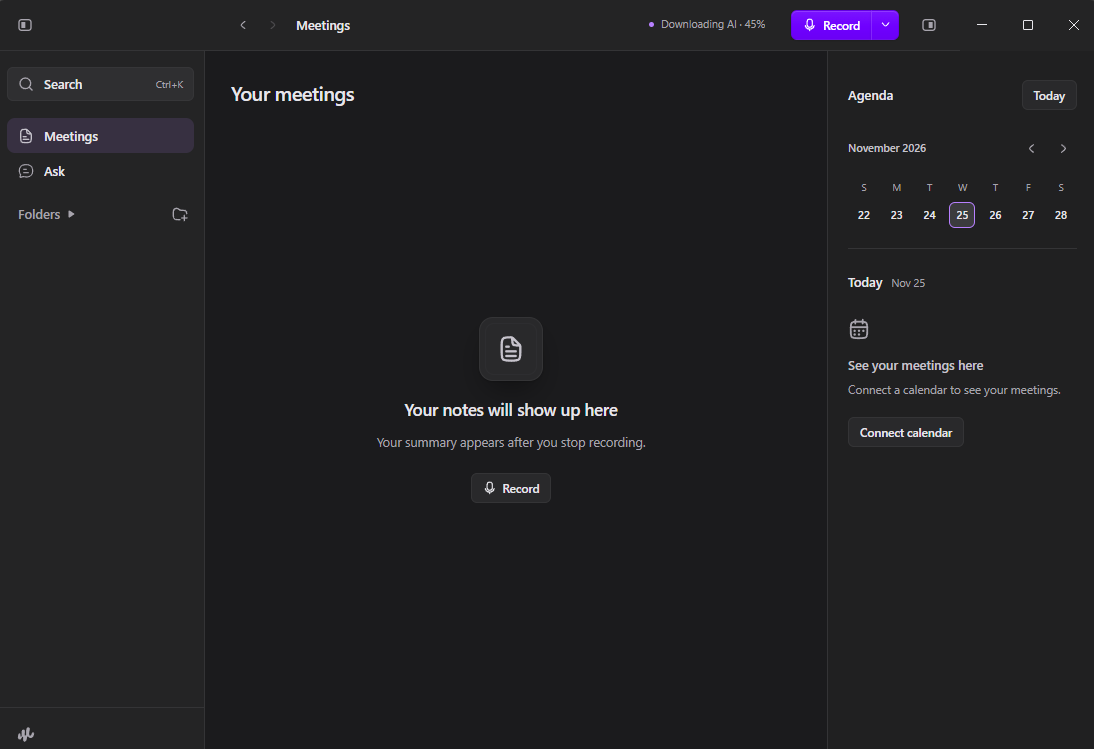 Meetings
Downloading AI · 45%
Record
Search
Ctrl+K
Meetings
Ask
Folders
Your meetings
Your notes will show up here
Your summary appears after you stop recording.
Record
Agenda
Today
November 2026
S M T W T F S
22 23 24 25 26 27 28
Today Nov 25
See your meetings here
Connect a calendar to see your meetings.
Connect calendar